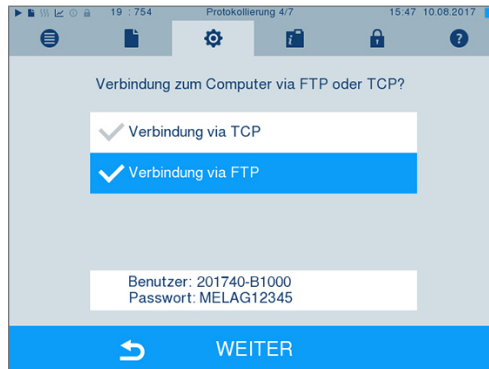 19 : 754 Protokollierung 4/7 15:47 10.08.2017
Verbindung zum Computer via FTP oder TCP?
Verbindung via TCP
Verbindung via FTP
Benutzer: 201740-B1000
Passwort: MELAG12345
WEITER